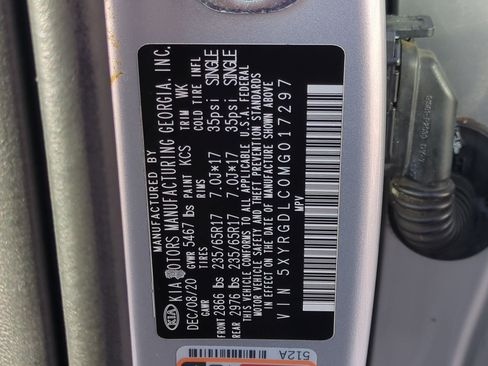 MANUFACTURED BY
KIA MOTORS MANUFACTURING GEORGIA, INC.
DEC/08/20 GVWR 5467 lbs PAINT KCS TRIM WK
GAWR TIRES RIMS COLD TIRE INFL
FRONT 2866 lbs 235/65R17 7.0J*17 35psi SINGLE
REAR 2976 lbs 235/65R17 7.0J*17 35psi SINGLE
THIS VEHICLE CONFORMS TO ALL APPLICABLE U.S.A. FEDERAL
MOTOR VEHICLE SAFETY AND THEFT PREVENTION
STANDARDS IN EFFECT ON THE DATE OF MANUFACTURE SHOWN ABOVE
VIN 5XYRGDLC0MG017297
MPV
KIA
512A